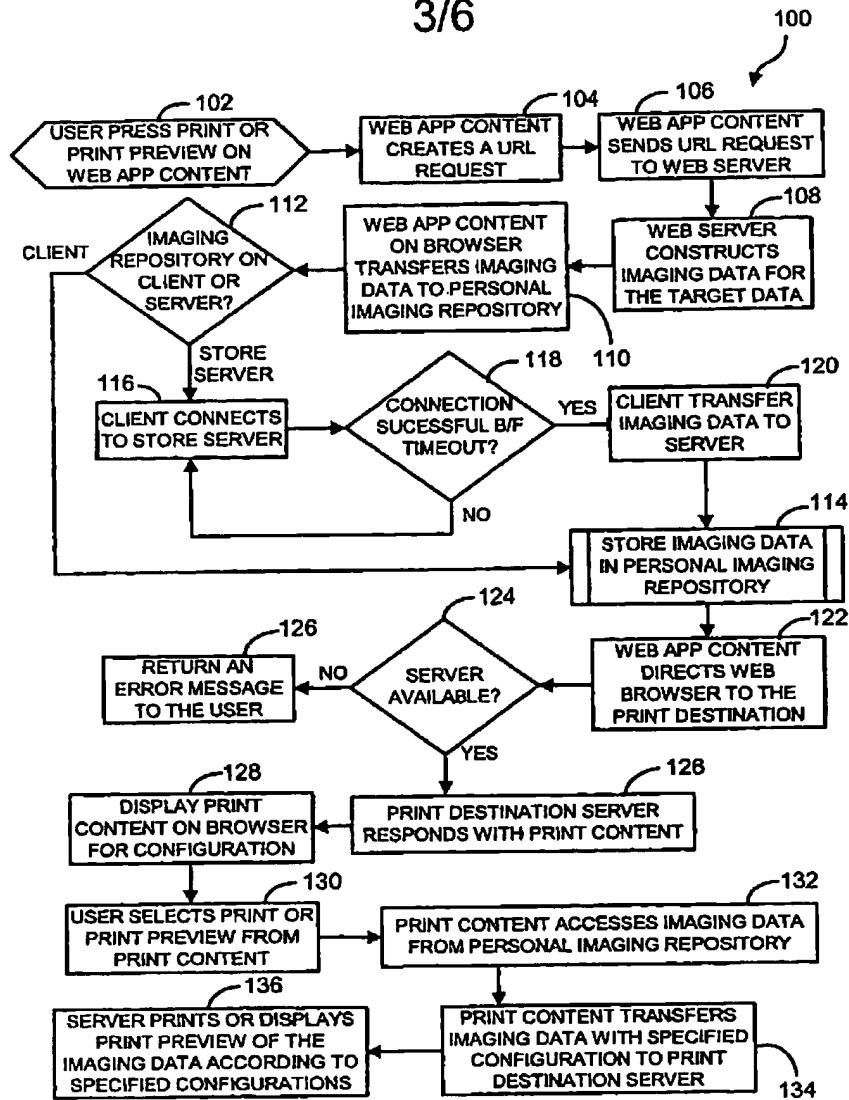 3/6
100
102
USER PRESS PRINT OR
PRINT PREVIEW ON
WEB APP CONTENT
104
WEB APP CONTENT
CREATES A URL
REQUEST
106
WEB APP CONTENT
SENDS URL REQUEST
TO WEB SERVER
108
WEB SERVER
CONSTRUCTS
IMAGING DATA FOR
THE TARGET DATA
WEB APP CONTENT
ON BROWSER
TRANSFERS IMAGING
DATA TO PERSONAL
IMAGING REPOSITORY
110
112
IMAGING
REPOSITORY ON
CLIENT OR
SERVER?
CLIENT
STORE
SERVER
116
CLIENT CONNECTS
TO STORE SERVER
118
CONNECTION
SUCESSFUL B/F
TIMEOUT?
YES
NO
120
CLIENT TRANSFER
IMAGING DATA TO
SERVER
114
STORE IMAGING DATA
IN PERSONAL IMAGING
REPOSITORY
122
WEB APP CONTENT
DIRECTS WEB
BROWSER TO THE
PRINT DESTINATION
124
SERVER
AVAILABLE?
NO
126
RETURN AN
ERROR MESSAGE
TO THE USER
YES
126
PRINT DESTINATION SERVER
RESPONDS WITH PRINT CONTENT
128
DISPLAY PRINT
CONTENT ON BROWSER
FOR CONFIGURATION
130
USER SELECTS PRINT OR
PRINT PREVIEW FROM
PRINT CONTENT
132
PRINT CONTENT ACCESSES IMAGING DATA
FROM PERSONAL IMAGING REPOSITORY
PRINT CONTENT TRANSFERS
IMAGING DATA WITH SPECIFIED
CONFIGURATION TO PRINT
DESTINATION SERVER
134
136
SERVER PRINTS OR DISPLAYS
PRINT PREVIEW OF THE
IMAGING DATA ACCORDING TO
SPECIFIED CONFIGURATIONS